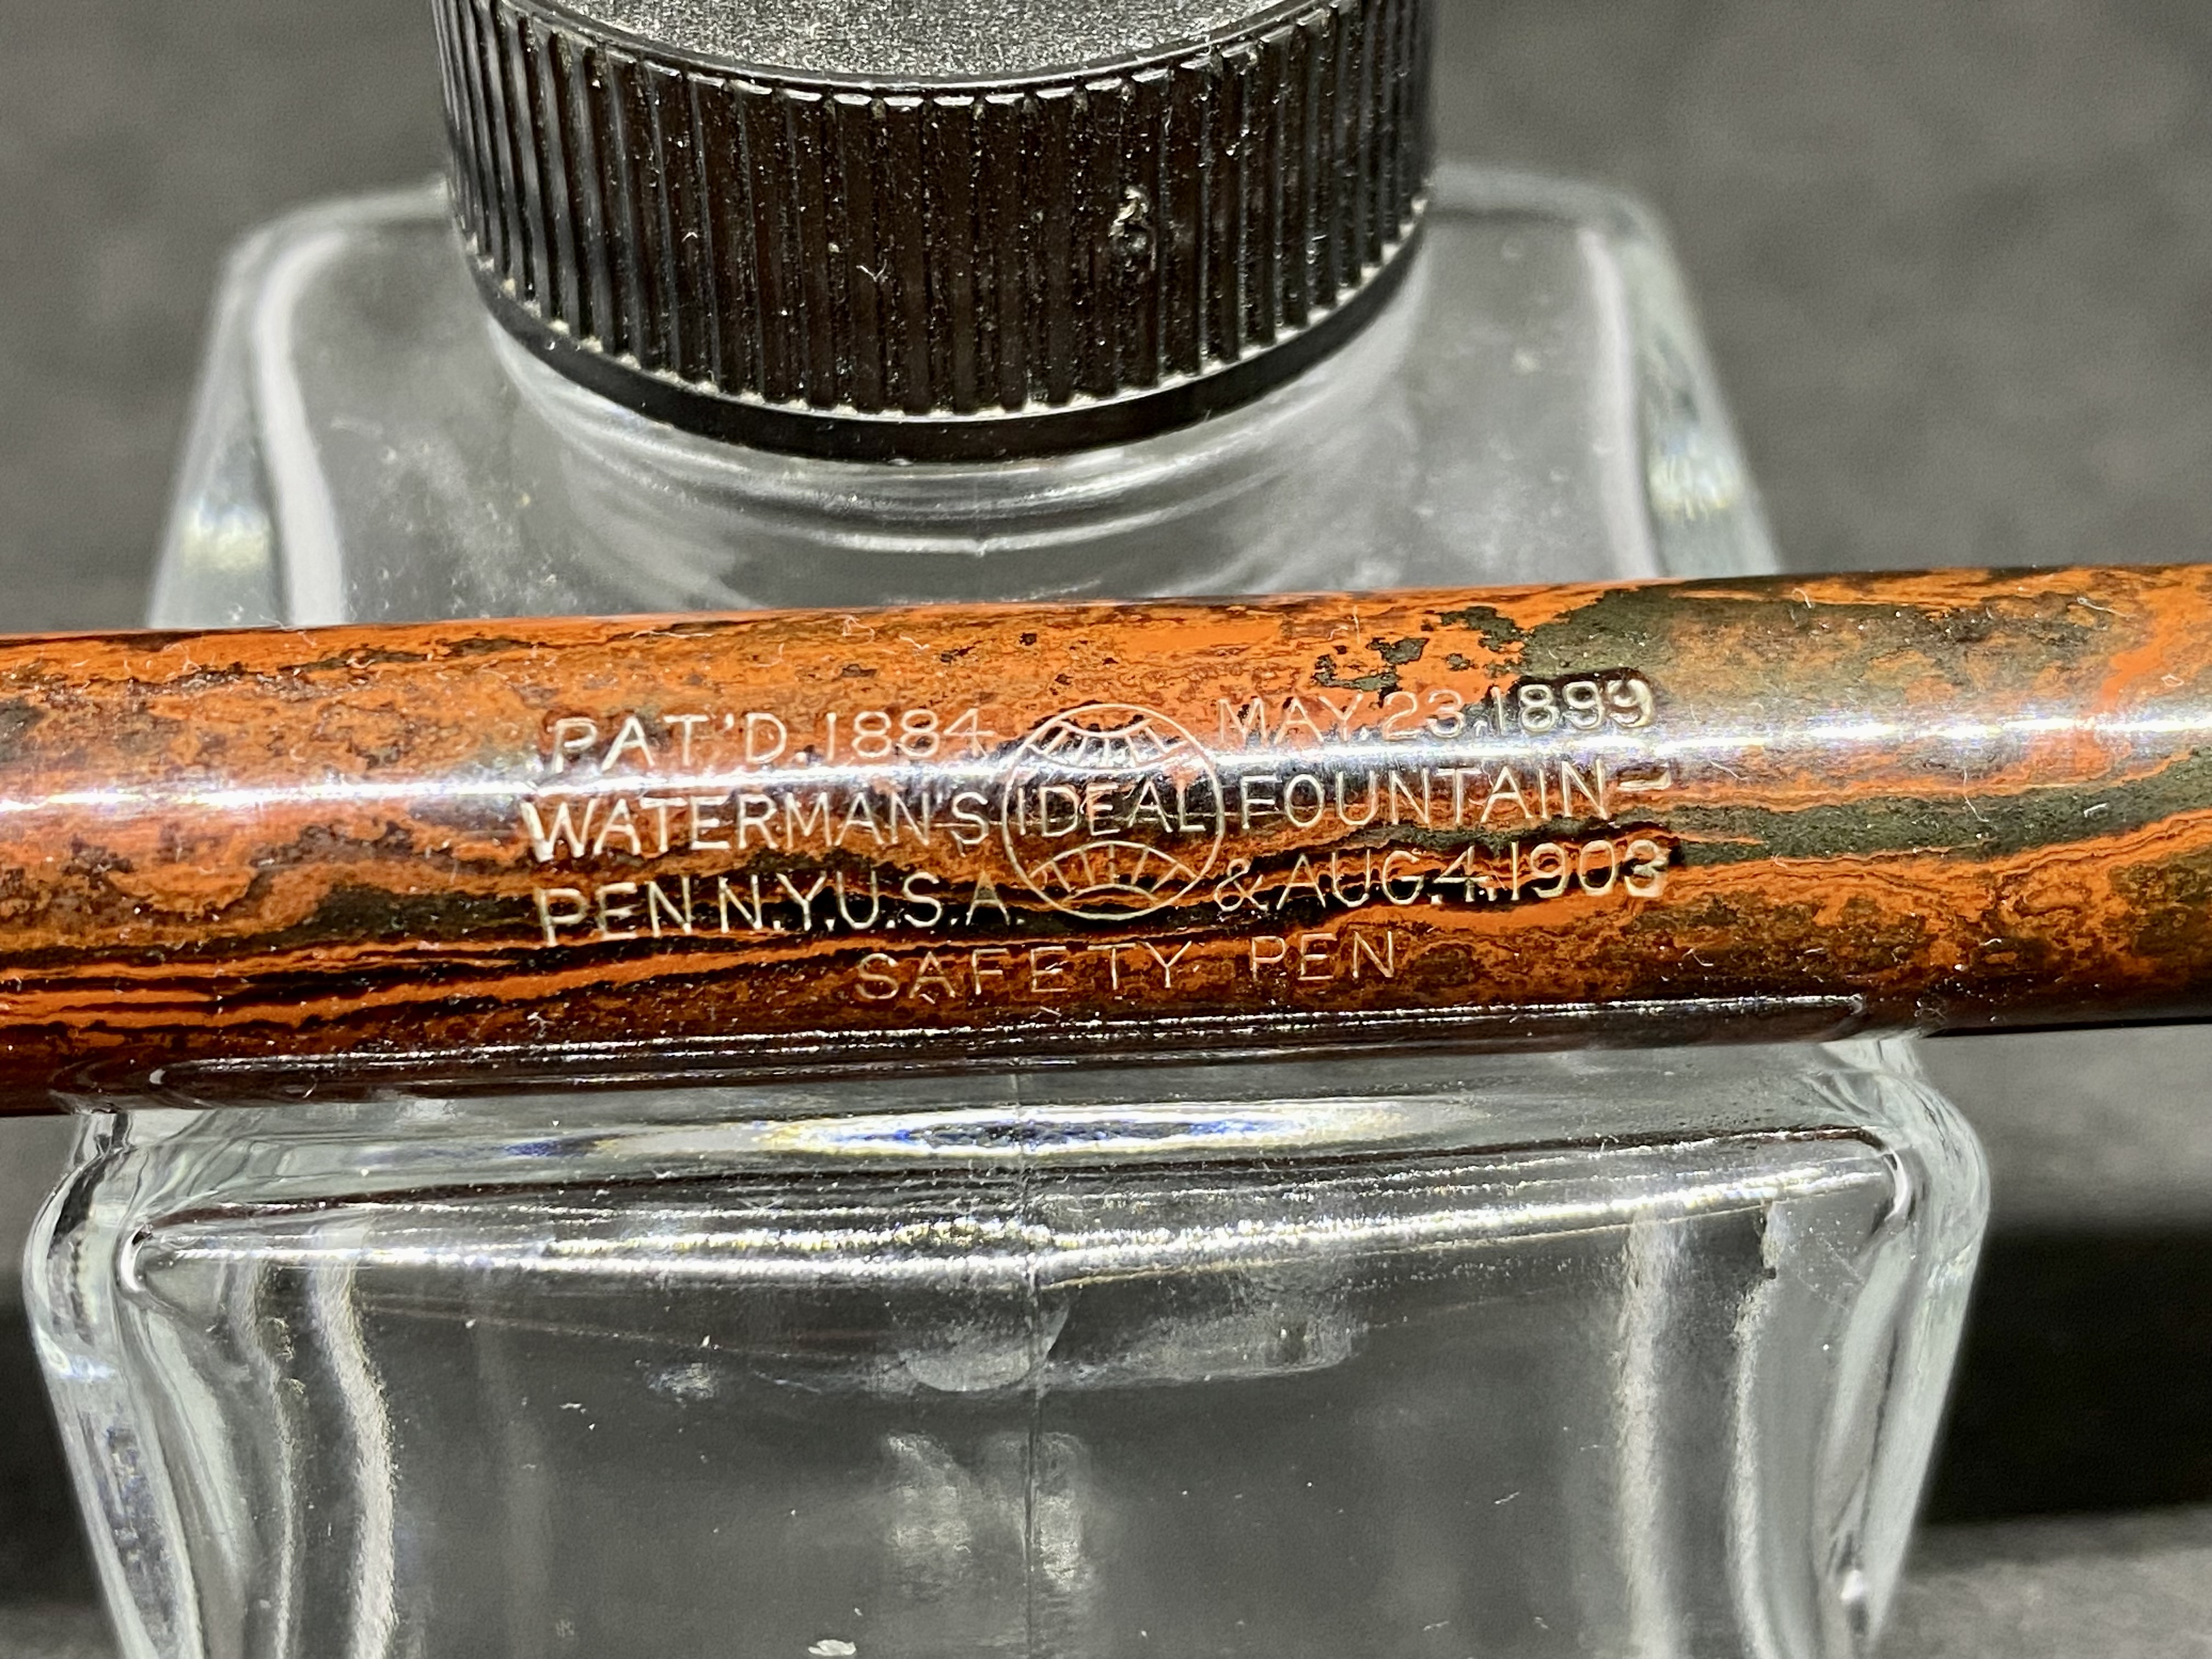 PAT'D.1884 MAY.23,1899
WATERMAN'S IDEAL FOUNTAIN-
PEN N.Y.U.S.A. & AUG.4,1903
SAFETY PEN